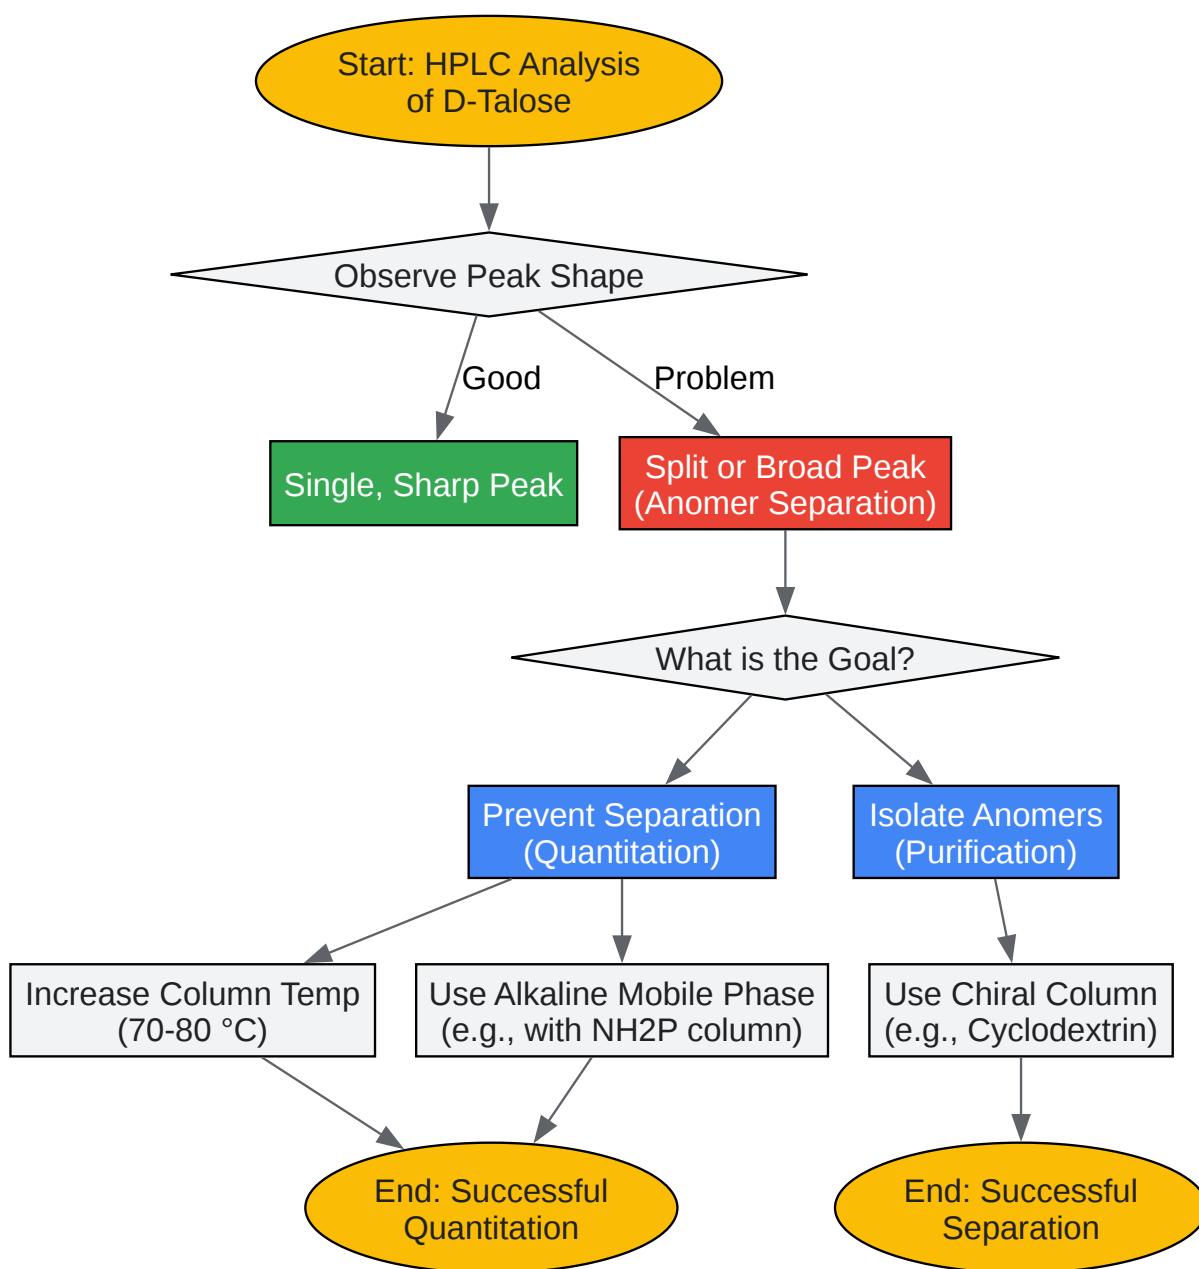 Start: HPLC Analysis
of D-Talose
Observe Peak Shape
Good
Problem
Single, Sharp Peak
Split or Broad Peak
(Anomer Separation)
What is the Goal?
Prevent Separation
(Quantitation)
Isolate Anomers
(Purification)
Increase Column Temp
(70-80 °C)
Use Alkaline Mobile Phase
(e.g., with NH2P column)
Use Chiral Column
(e.g., Cyclodextrin)
End: Successful
Quantitation
End: Successful
Separation